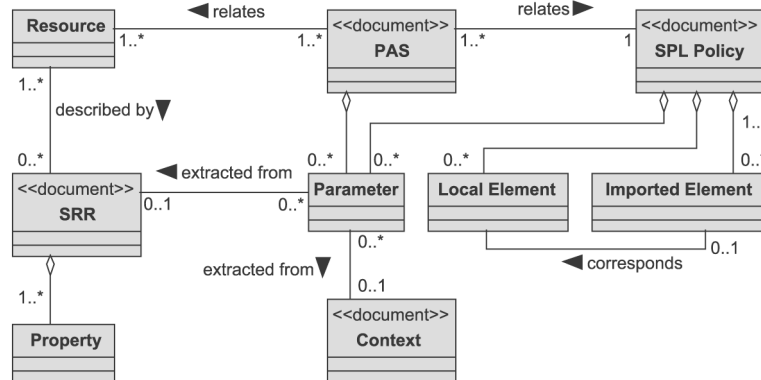 relates
relates
Resource
<<document>>
PAS
<<document>>
SPL Policy
1..*
1..*
1..*
1
1..*
described by
1..
0..*
0..*
0..*
0..*
0..
extracted from
<<document>>
SRR
Parameter
Local Element
Imported Element
0..1
0..*
0..*
0..1
extracted from
corresponds
0..1
1..*
<<document>>
Context
Property